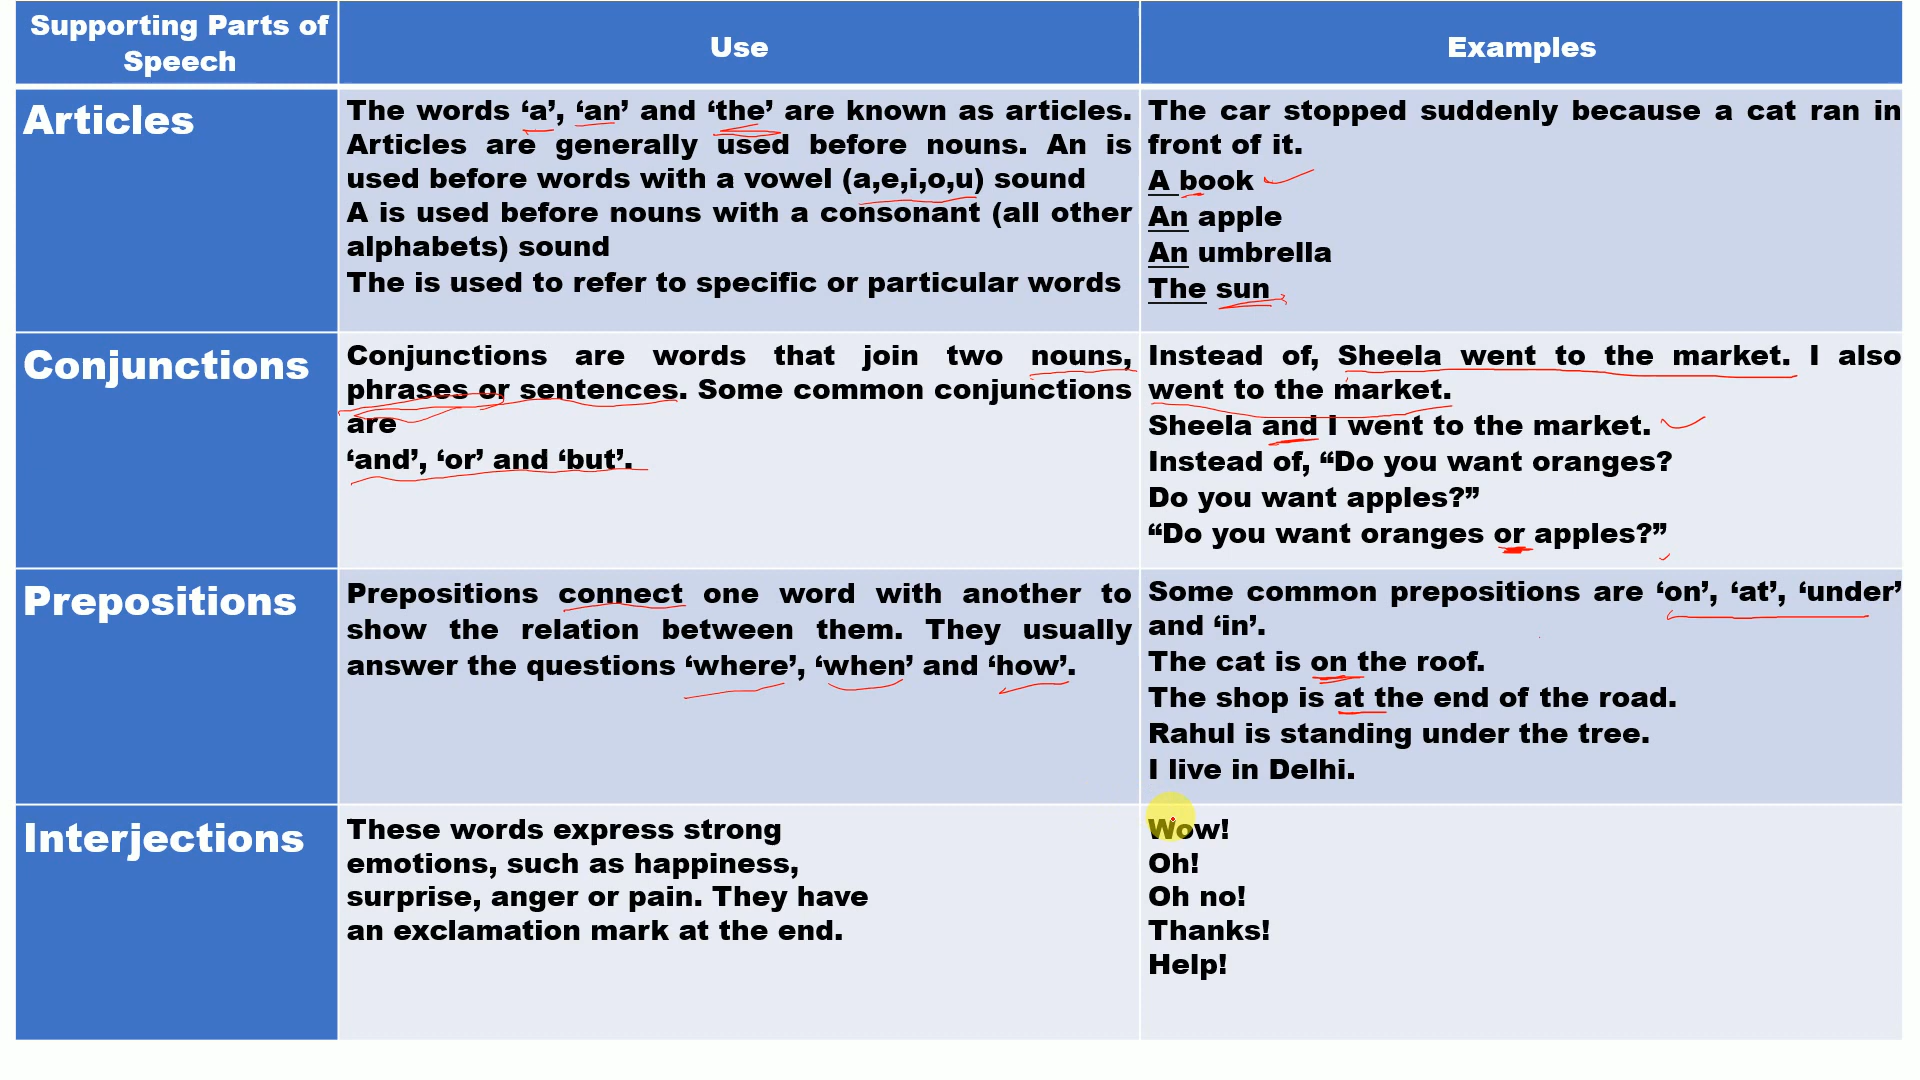 Supporting Parts of
Speech
Use
Examples
Articles
The words ‘a’, ‘an’ and ‘the’ are known as articles.
Articles are generally used before nouns. An is
used before words with a vowel (a,e,i,o,u) sound
A is used before nouns with a consonant (all other
alphabets) sound
The is used to refer to specific or particular words
The car stopped suddenly because a cat ran in
front of it.
A book
An apple
An umbrella
The sun
Conjunctions
Conjunctions are words that join two nouns,
phrases or sentences. Some common conjunctions
are
‘and’, ‘or’ and ‘but’.
Instead of, Sheela went to the market. I also
went to the market.
Sheela and I went to the market.
Instead of, “Do you want oranges?
Do you want apples?”
“Do you want oranges or apples?”
Prepositions
Prepositions connect one word with another to
show the relation between them. They usually
answer the questions ‘where’, ‘when’ and ‘how’.
Some common prepositions are ‘on’, ‘at’, ‘under’
and ‘in’.
The cat is on the roof.
The shop is at the end of the road.
Rahul is standing under the tree.
I live in Delhi.
Interjections
These words express strong
emotions, such as happiness,
surprise, anger or pain. They have
an exclamation mark at the end.
Wow!
Oh!
Oh no!
Thanks!
Help!